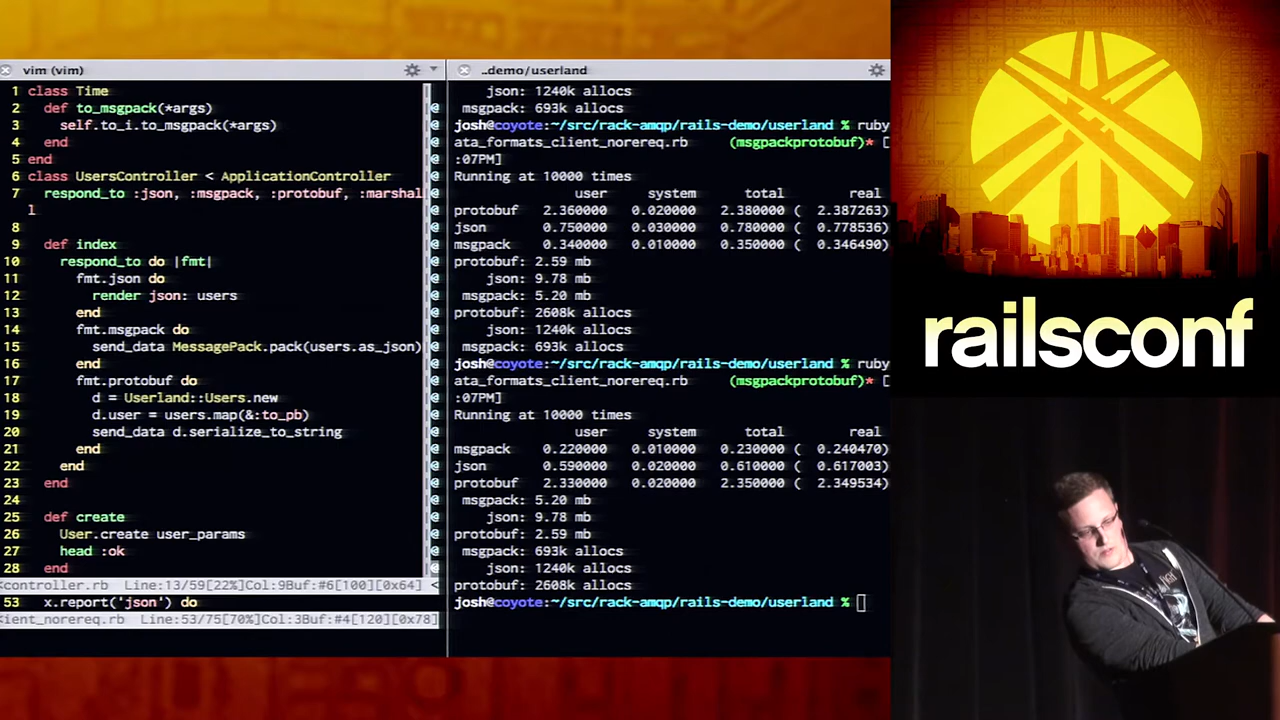 vim (vim)
1 class Time
2 def to_msgpack(*args)
3 self.to_i.to_msgpack(*args)
4 end
5 end
6 class UsersController < ApplicationController
7 respond_to :json, :msgpack, :protobuf, :marshal
l
8
9 def index
10 respond_to do |fmt|
11 fmt.json do
12 render json: users
13 end
14 fmt.msgpack do
15 send_data MessagePack.pack(users.as_json)
16 end
17 fmt.protobuf do
18 d = Userland::Users.new
19 d.user = users.map(&:to_pb)
20 send_data d.serialize_to_string
21 end
22 end
23 end
24
25 def create
26 User.create user_params
27 head :ok
28 end
<controller.rb Line:13/59[22%]Col:9Buf:#6[100][0x64] <
53 x.report('json') do
<ient_norereq.rb Line:53/75[70%]Col:3Buf:#4[120][0x78]
..demo/userland
json: 1240k allocs
msgpack: 693k allocs
josh@coyote:~/src/rack-amqp/rails-demo/userland % ruby
ata_formats_client_norereq.rb (msgpackprotobuf)* [
:07PM]
Running at 10000 times
user system total real
protobuf 2.360000 0.020000 2.380000 ( 2.387263)
json 0.750000 0.030000 0.780000 ( 0.778536)
msgpack 0.340000 0.010000 0.350000 ( 0.346490)
protobuf: 2.59 mb
json: 9.78 mb
msgpack: 5.20 mb
protobuf: 2608k allocs
json: 1240k allocs
msgpack: 693k allocs
josh@coyote:~/src/rack-amqp/rails-demo/userland % ruby
ata_formats_client_norereq.rb (msgpackprotobuf)* [
:07PM]
Running at 10000 times
user system total real
msgpack 0.220000 0.010000 0.230000 ( 0.240470)
json 0.590000 0.020000 0.610000 ( 0.617003)
protobuf 2.330000 0.020000 2.350000 ( 2.349534)
msgpack: 5.20 mb
json: 9.78 mb
protobuf: 2.59 mb
msgpack: 693k allocs
json: 1240k allocs
protobuf: 2608k allocs
josh@coyote:~/src/rack-amqp/rails-demo/userland %
railsconf